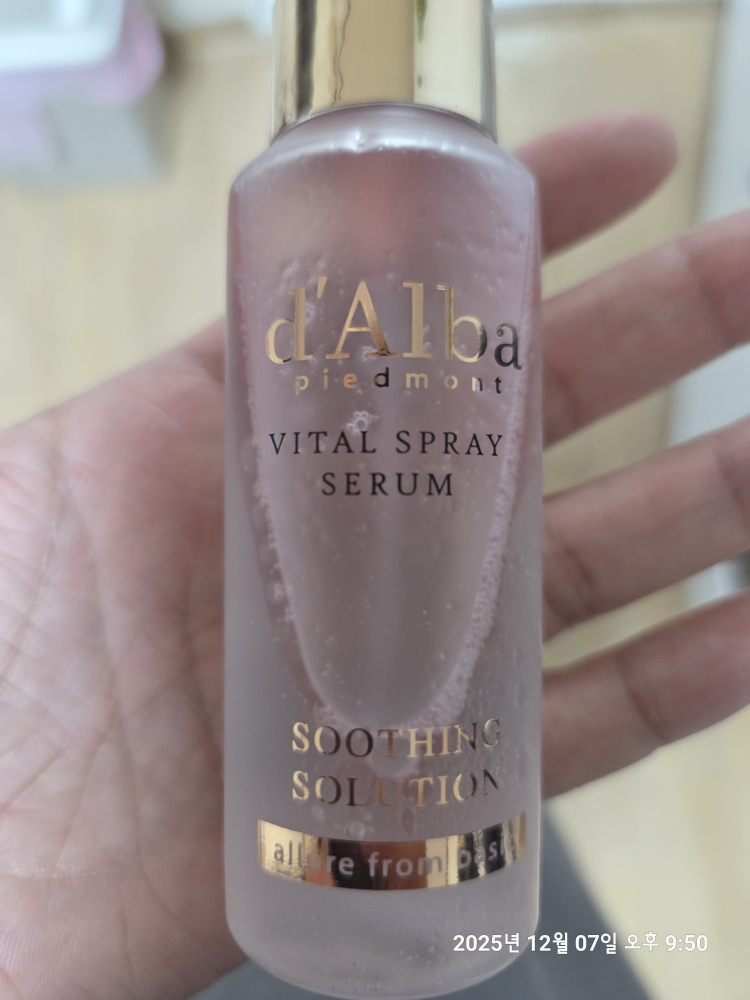 d'Alba
piedmont
VITAL SPRAY
SERUM
SOOTHING
SOLUTION
allure from
2025년 12월 07일 오후 9:50